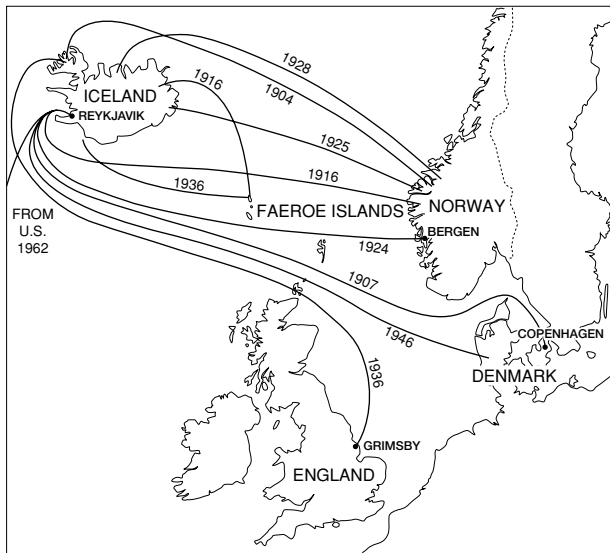 1928
1916
1904
ICELAND
REYKJAVIK
1925
1916
1936
FROM
U.S.
1962
FAEROE ISLANDS
NORWAY
BERGEN
1924
1907
COPENHAGEN
1946
1936
DENMARK
GRIMSBY
ENGLAND